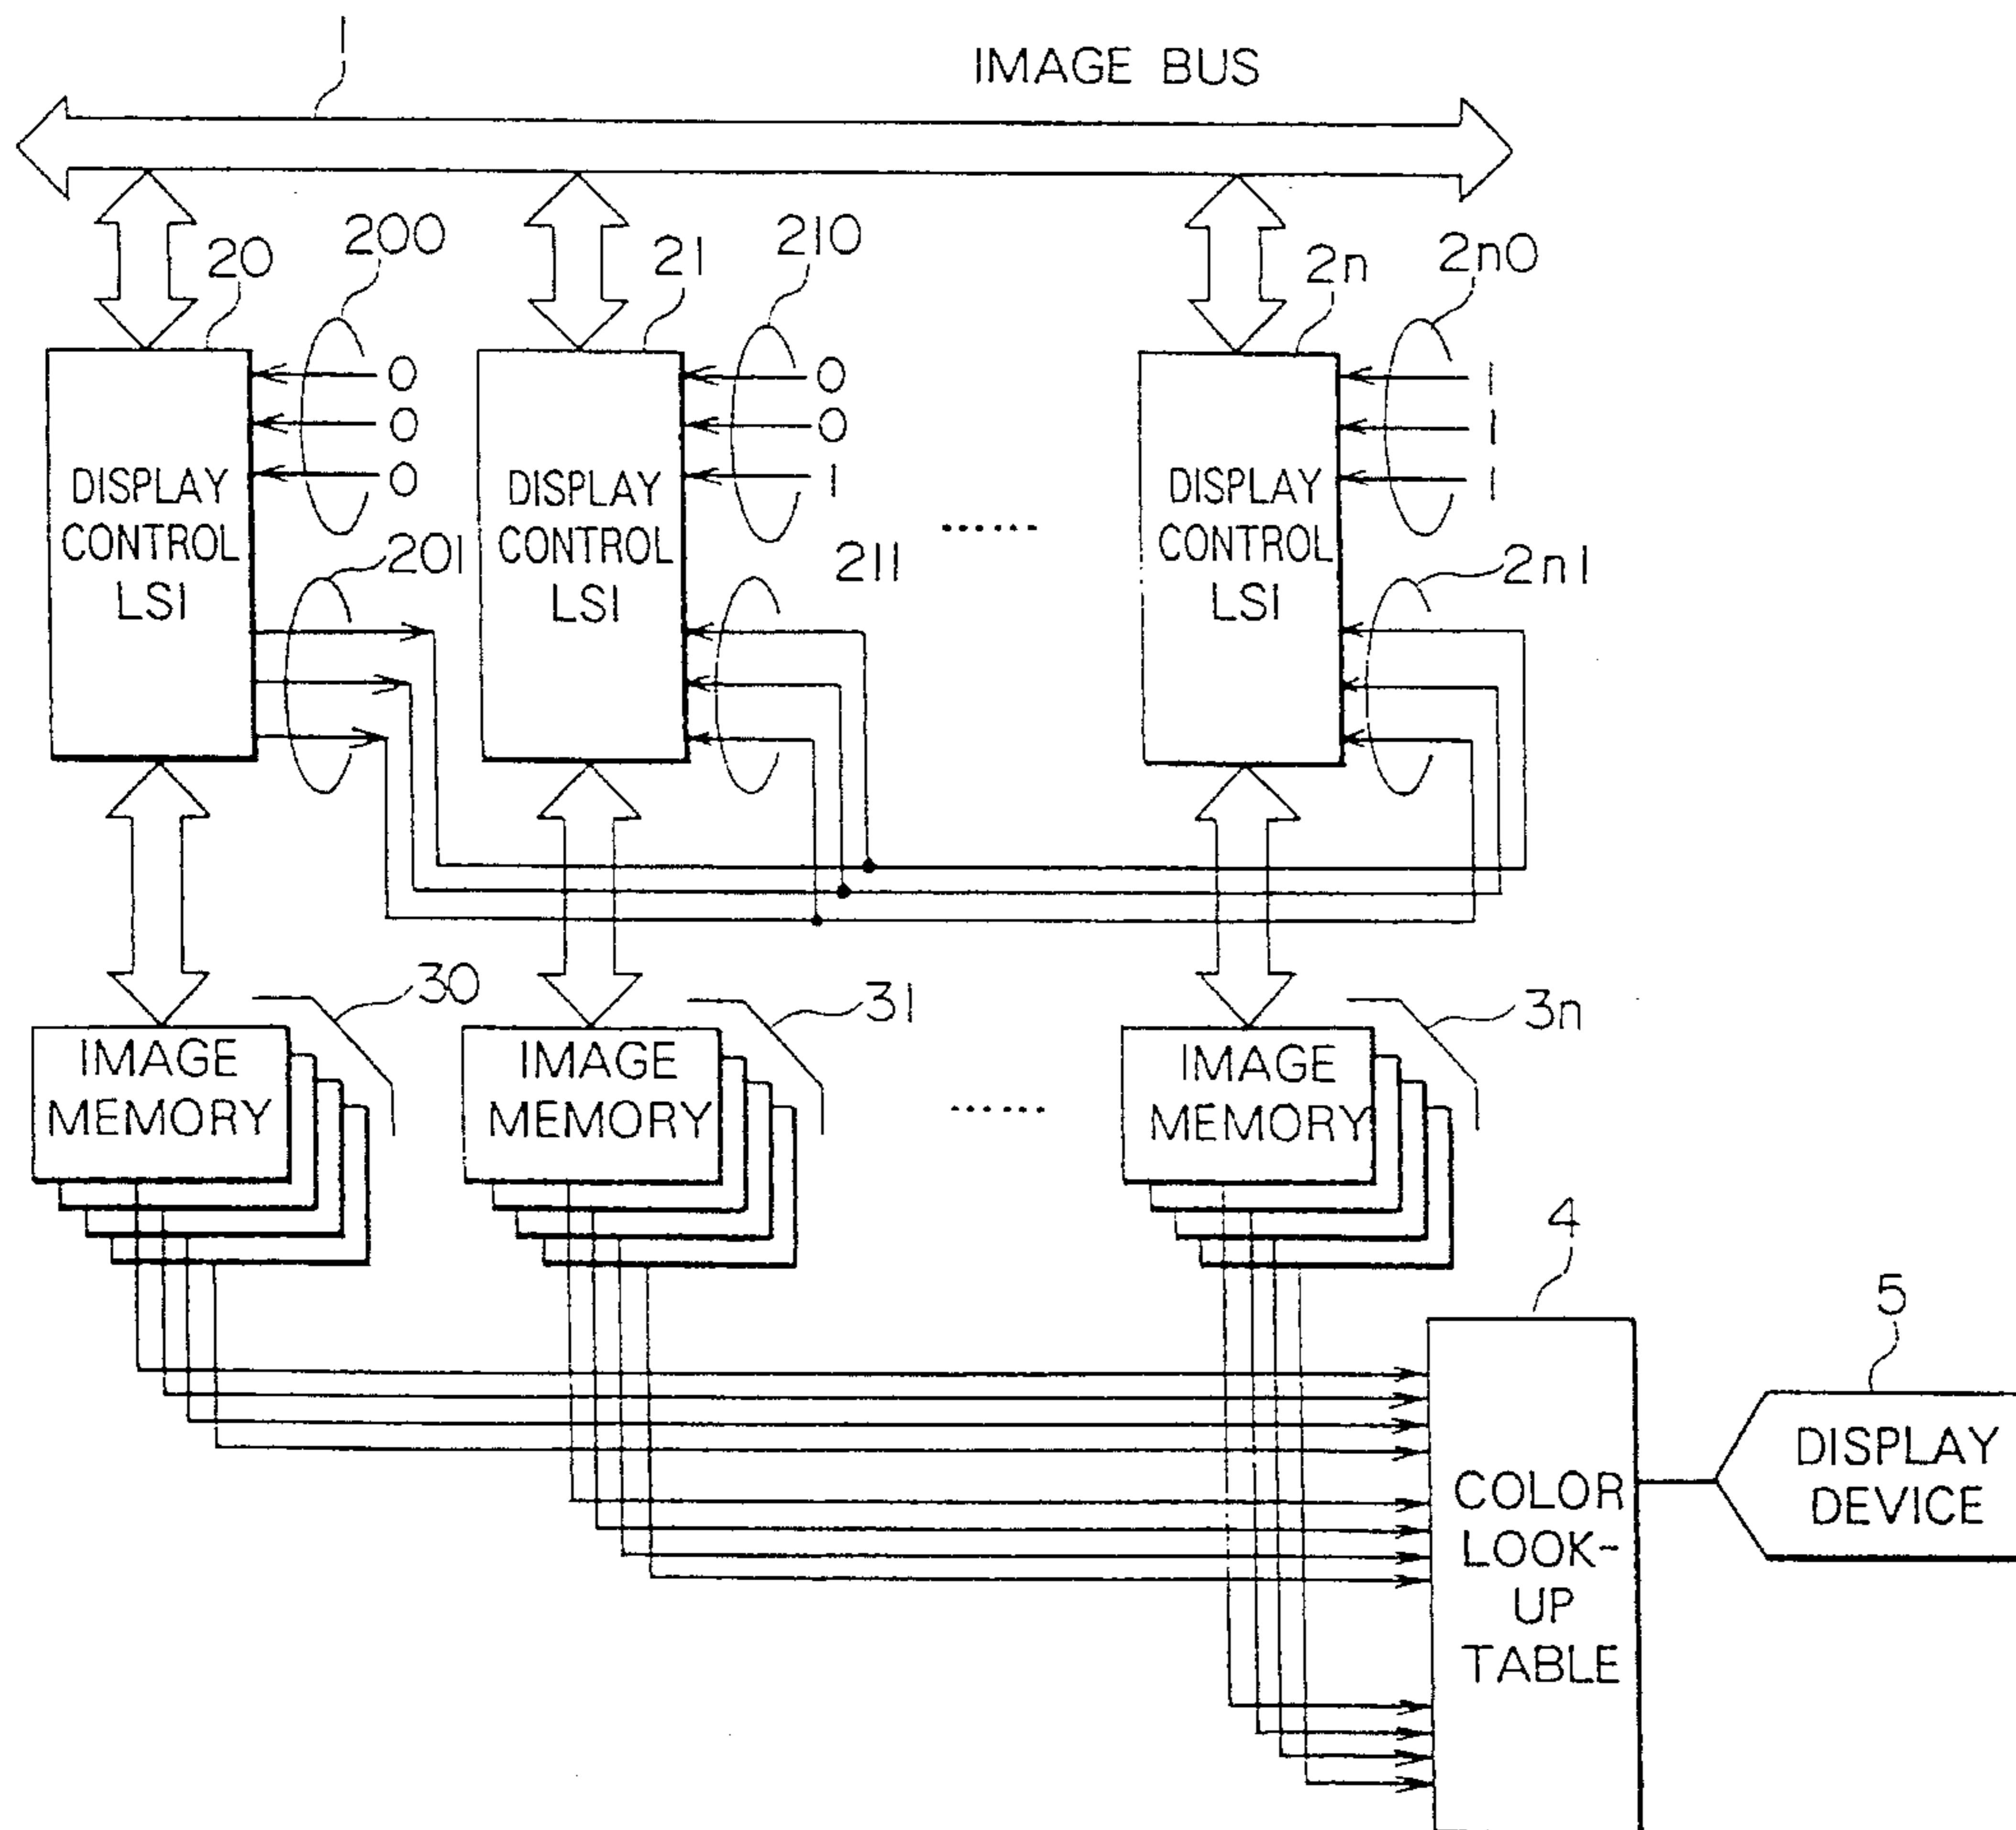 1
IMAGE BUS
20
200
21
210
2n
2n0
0
0
0
0
0
1
1
1
1
DISPLAY
CONTROL
LSI
DISPLAY
CONTROL
LSI
......
DISPLAY
CONTROL
LSI
201
211
2n1
30
31
3n
IMAGE
MEMORY
IMAGE
MEMORY
......
IMAGE
MEMORY
4
5
COLOR
LOOK-
UP
TABLE
DISPLAY
DEVICE